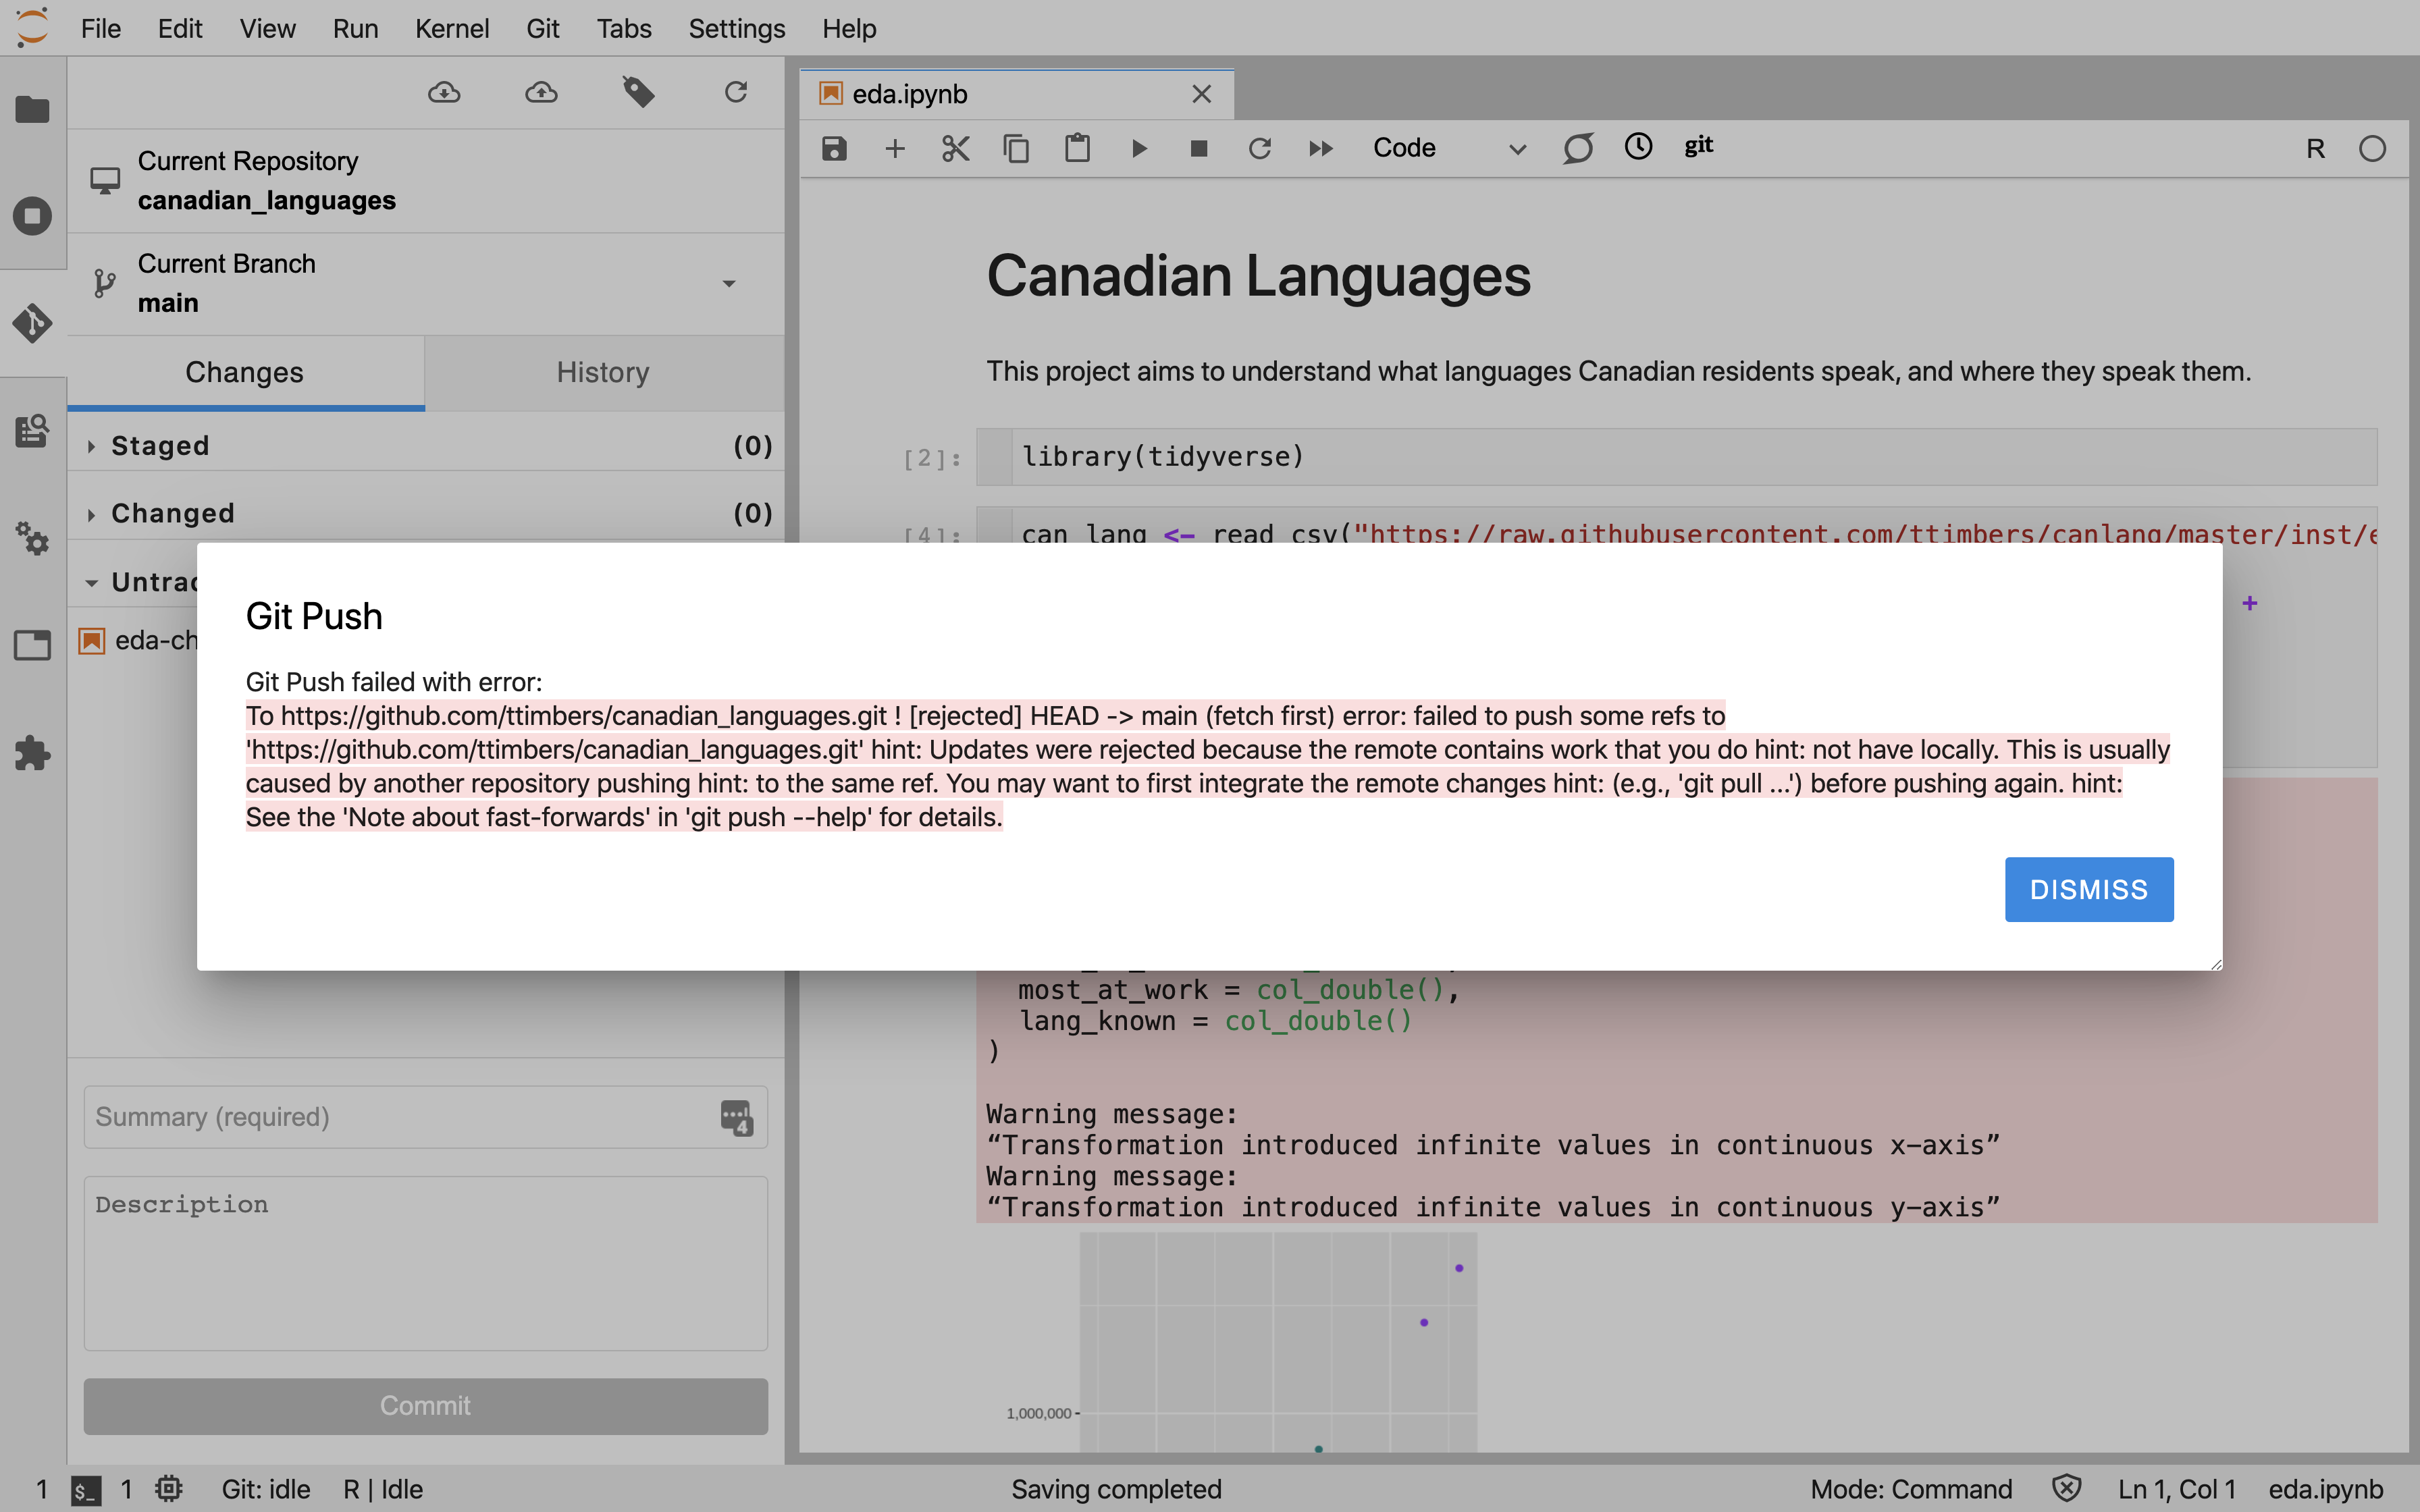 File Edit View Run Kernel Git Tabs Settings Help
Current Repository
canadian_languages
Current Branch
main
Changes History
Staged (0)
Changed (0)
eda.ipynb
Code
git
R
Canadian Languages
This project aims to understand what languages Canadian residents speak, and where they speak them.
[2]: library(tidyverse)
[4]: can_lang <- read_csv("https://raw.githubusercontent.com/ttimbers/canlang/master/inst/
+
Git Push
Git Push failed with error:
To https://github.com/ttimbers/canadian_languages.git ! [rejected] HEAD -> main (fetch first) error: failed to push some refs to
'https://github.com/ttimbers/canadian_languages.git' hint: Updates were rejected because the remote contains work that you do hint: not have locally. This is usually
caused by another repository pushing hint: to the same ref. You may want to first integrate the remote changes hint: (e.g., 'git pull ...') before pushing again. hint:
See the 'Note about fast-forwards' in 'git push --help' for details.
DISMISS
most_at_work = col_double(),
lang_known = col_double()
)
Warning message:
“Transformation introduced infinite values in continuous x-axis”
Warning message:
“Transformation introduced infinite values in continuous y-axis”
1,000,000
Summary (required)
4
Description
Commit
1 $_ 1 Git: idle R | Idle Saving completed Mode: Command Ln 1, Col 1 eda.ipynb